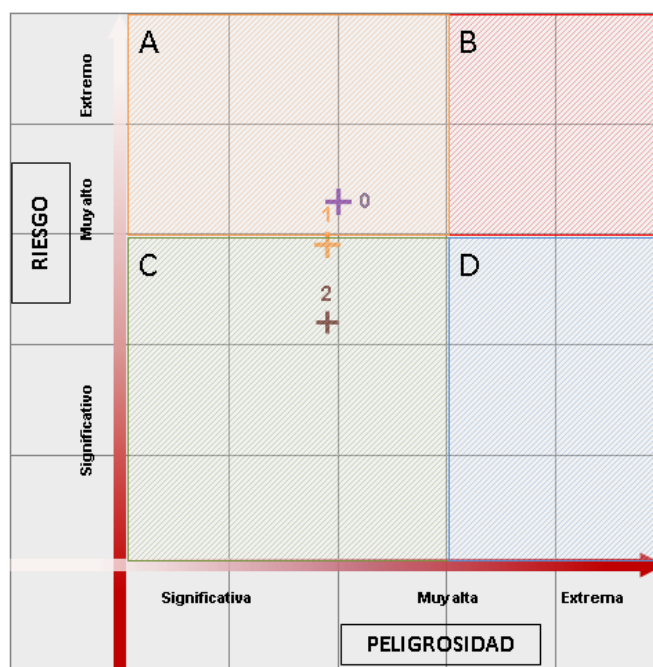 A
B
Extremo
Muy alto
RIESGO
0
1
C
D
2
Significativo
Significativa
Muy alta
Extrema
PELIGROSIDAD